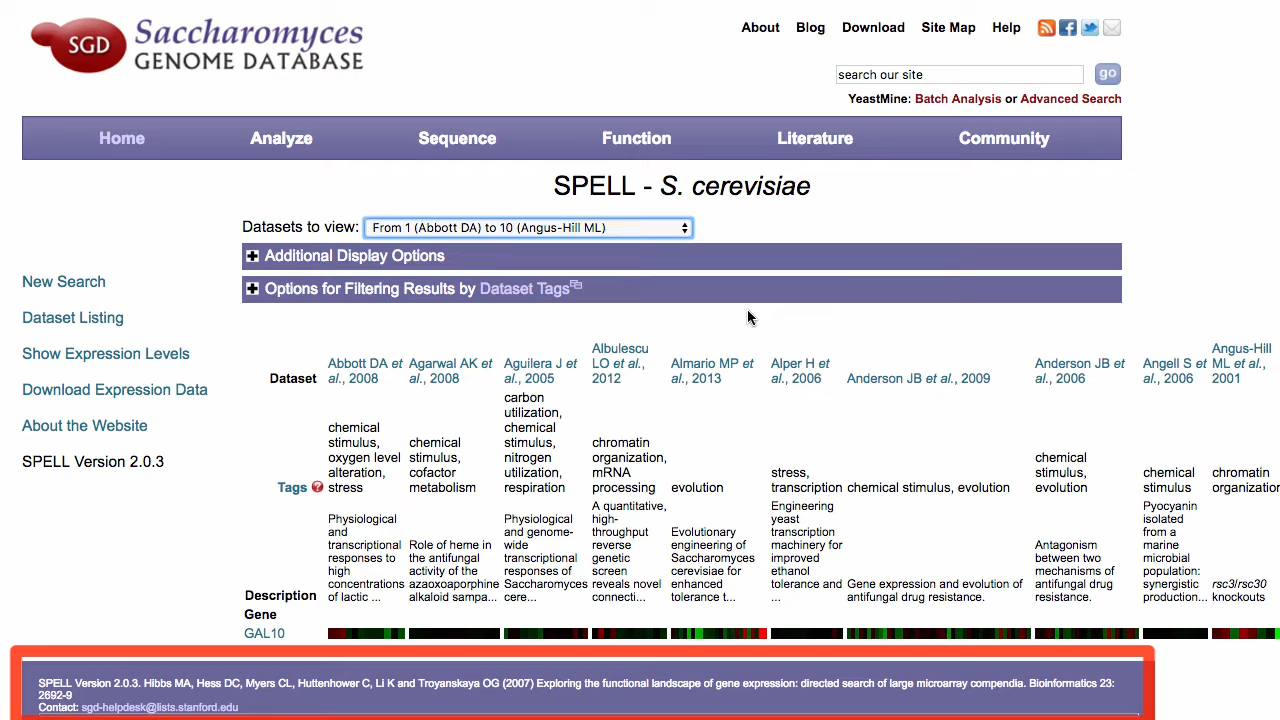 SGD Saccharomyces
GENOME DATABASE
About Blog Download Site Map Help
search our site go
YeastMine: Batch Analysis or Advanced Search
Home Analyze Sequence Function Literature Community
SPELL - S. cerevisiae
Datasets to view: From 1 (Abbott DA) to 10 (Angus-Hill ML)
Additional Display Options
Options for Filtering Results by Dataset Tags
New Search
Dataset Listing
Show Expression Levels
Download Expression Data
About the Website
SPELL Version 2.0.3
Dataset
Abbott DA et
al., 2008
Agarwal AK et
al., 2008
Aguilera J et
al., 2005
Albulescu
LO et al.,
2012
Almario MP et
al., 2013
Alper H et
al., 2006
Anderson JB et al., 2009
Anderson JB et
al., 2006
Angell S et
al., 2006
Angus-Hill
ML et al.,
2001
Tags ?
chemical
stimulus,
oxygen level
alteration,
stress
chemical
stimulus,
cofactor
metabolism
carbon
utilization,
chemical
stimulus,
nitrogen
utilization,
respiration
chromatin
organization,
mRNA
processing
evolution
stress,
transcription
chemical stimulus, evolution
chemical
stimulus,
evolution
chemical
stimulus
chromatin
organization
Description
Physiological
and
transcriptional
responses to
high
concentrations
of lactic ...
Role of heme in
the antifungal
activity of the
azaoxoaporphine
alkaloid sampa...
Physiological
and genome-
wide
transcriptional
responses of
Saccharomyces
cere...
A quantitative,
high-
throughput
reverse
genetic
screen
reveals novel
connecti...
Evolutionary
engineering of
Saccharomyces
cerevisiae for
enhanced
tolerance t...
Engineering
yeast
transcription
machinery for
improved
ethanol
tolerance and
...
Gene expression and evolution of
antifungal drug resistance.
Antagonism
between two
mechanisms of
antifungal drug
resistance.
Pyocyanin
isolated
from a
marine
microbial
population:
synergistic
production...
rsc3/rsc30
knockouts
Gene
GAL10
SPELL Version 2.0.3. Hibbs MA, Hess DC, Myers CL, Huttenhower C, Li K and Troyanskaya OG (2007) Exploring the functional landscape of gene expression: directed search of large microarray compendia. Bioinformatics 23:
2692-9
Contact: sgd-helpdesk@lists.stanford.edu